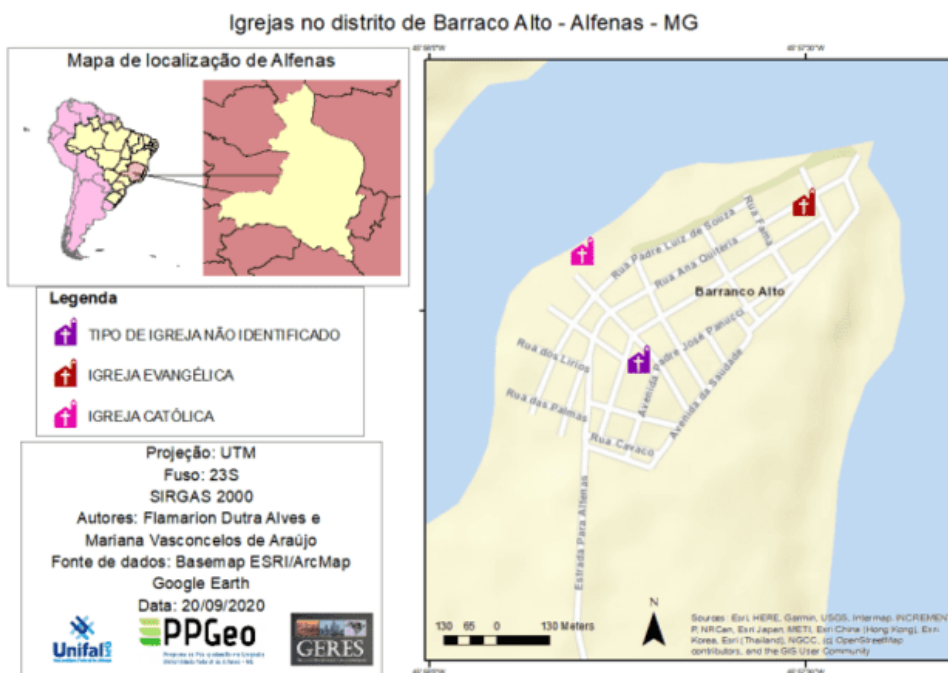 Igrejas no distrito de Barraco Alto - Alfenas - MG
Mapa de localização de Alfenas
Legenda
TIPO DE IGREJA NÃO IDENTIFICADO
IGREJA EVANGÉLICA
IGREJA CATÓLICA
Projeção: UTM
Fuso: 23S
SIRGAS 2000
Autores: Flamarion Dutra Alves e
Mariana Vasconcelos de Araújo
Fonte de dados: Basemap ESRI/ArcMap
Google Earth
Data: 20/09/2020
Unifal
PPGeo
GERES
Rua Padre Luiz de Souza
Rua Fama
Rua Ana Quiteria
Barranco Alto
Avenida Padre José Panucci
Rua dos Lirios
Avenida da Saudade
Rua das Palmas
Rua Cavaco
Estrada Para Alfenas
N
130 65 0 130 Meters
Sources: Esri, HERE, Garmin, USGS, Intermap, INCREMENT
P, NRCan, Esri Japan, METI, Esri China (Hong Kong), Esri
Korea, Esri (Thailand), NGCC, (c) OpenStreetMap
contributors, and the GIS User Community